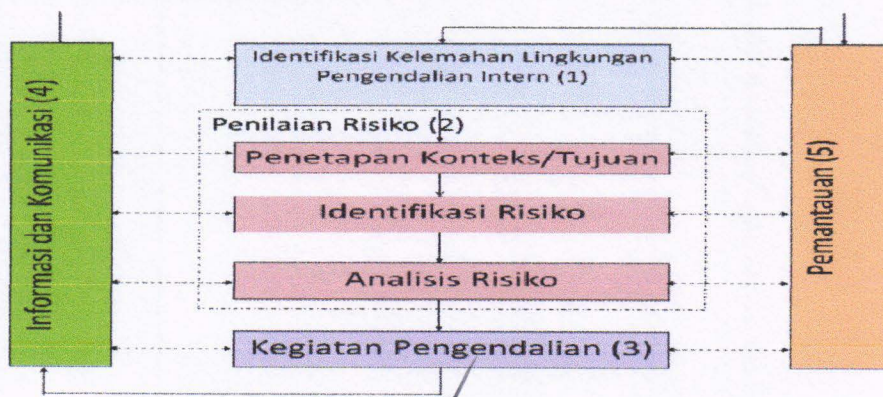 Identifikasi Kelemahan Lingkungan
Pengendalian Intern (1)
Penilaian Risiko (2)
Penetapan Konteks/Tujuan
Identifikasi Risiko
Analisis Risiko
Kegiatan Pengendalian (3)
Informasi dan Komunikasi (4)
Pemantauan (5)